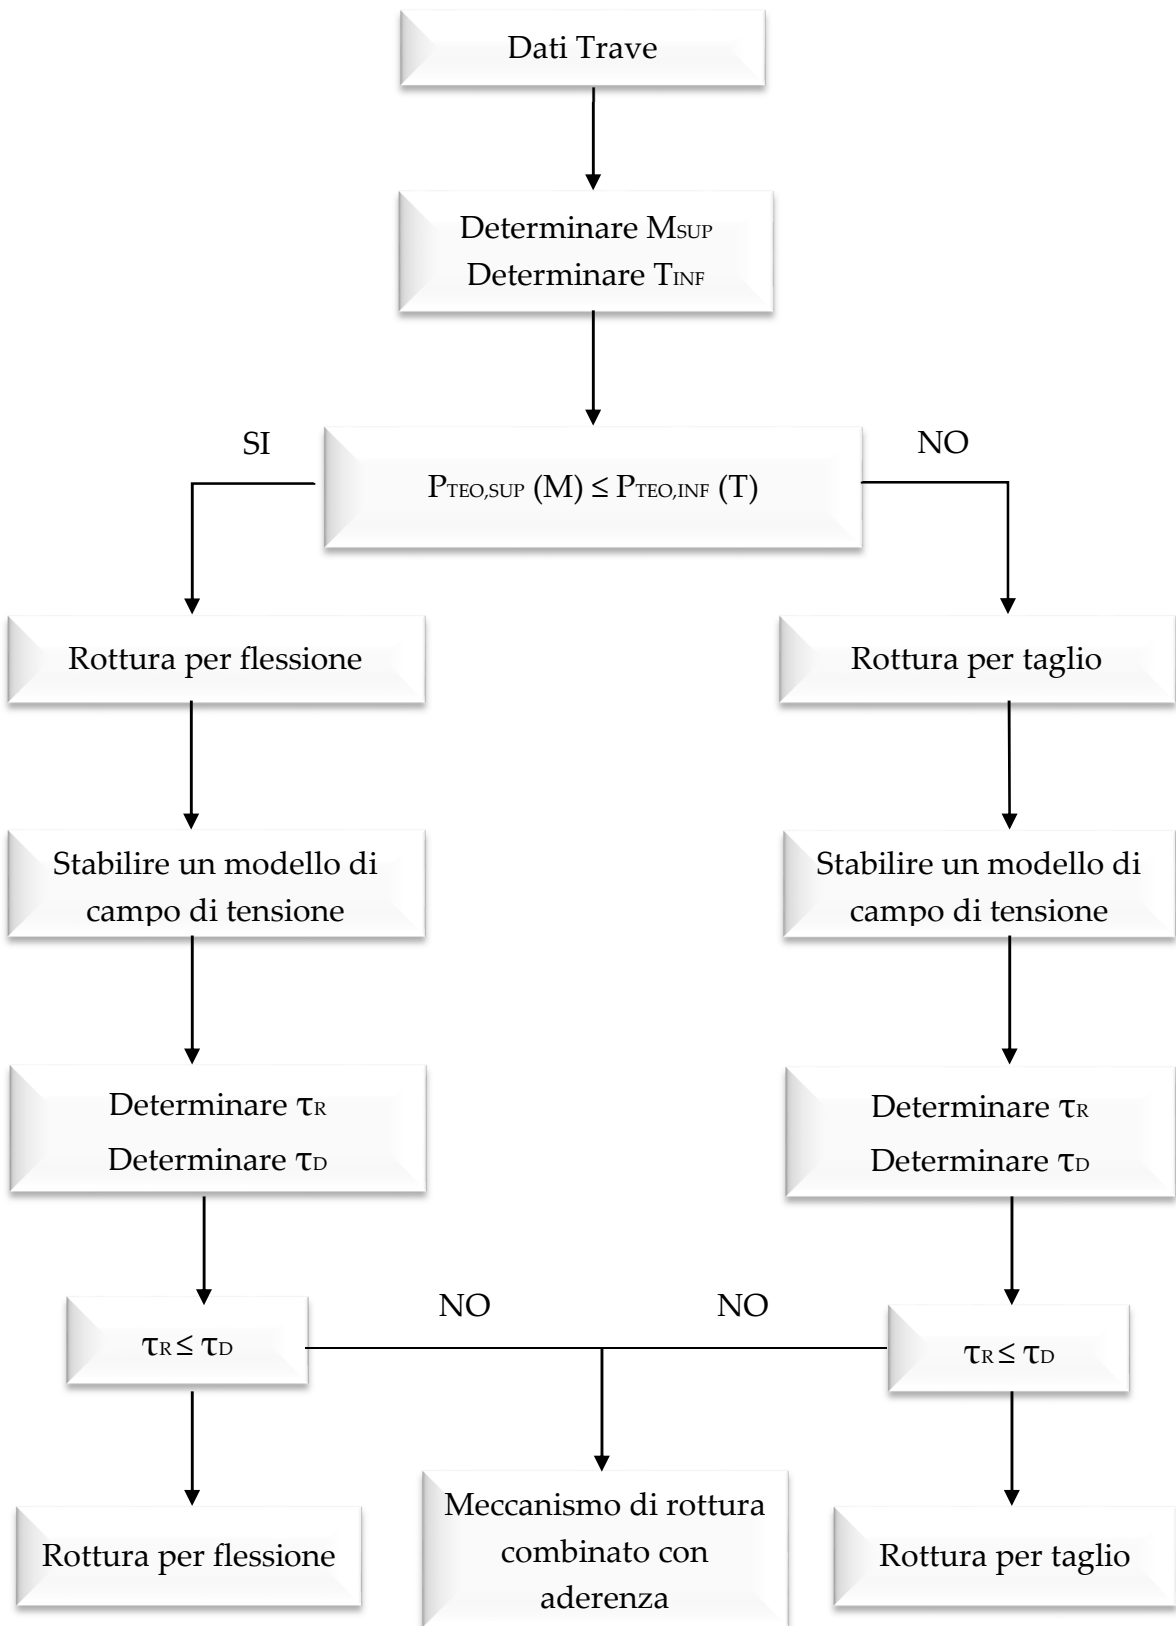 Dati Trave
Determinare MSUP
Determinare TINF
SI
NO
PTEO,SUP (M) ≤ PTEO,INF (T)
Rottura per flessione
Rottura per taglio
Stabilire un modello di
campo di tensione
Stabilire un modello di
campo di tensione
Determinare τR
Determinare τD
Determinare τR
Determinare τD
NO
NO
τR ≤ τD
τR ≤ τD
Rottura per flessione
Meccanismo di rottura
combinato con
aderenza
Rottura per taglio